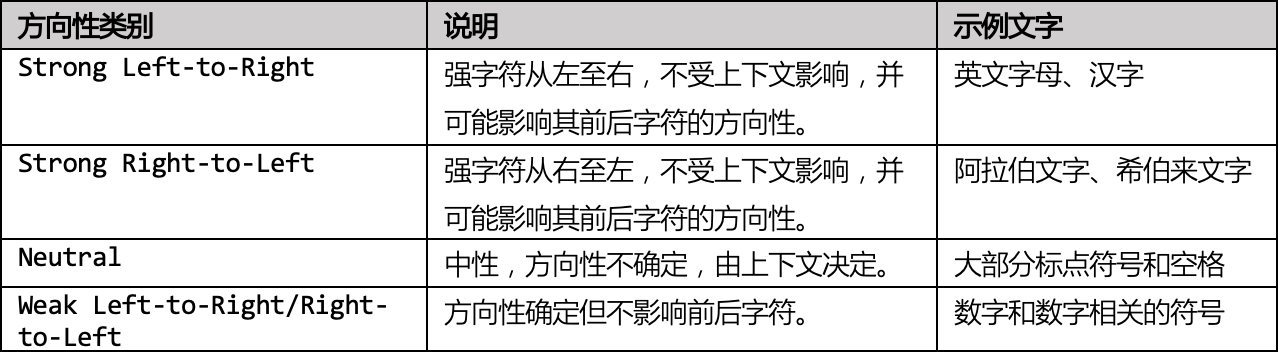 方向性类别 说明 示例文字
Strong Left-to-Right 强字符从左至右，不受上下文影响，并 英文字母、汉字
可能影响其前后字符的方向性。
Strong Right-to-Left 强字符从右至左，不受上下文影响，并 阿拉伯文字、希伯来文字
可能影响其前后字符的方向性。
Neutral 中性，方向性不确定，由上下文决定。 大部分标点符号和空格
Weak Left-to-Right/Right- 方向性确定但不影响前后字符。 数字和数字相关的符号
to-Left